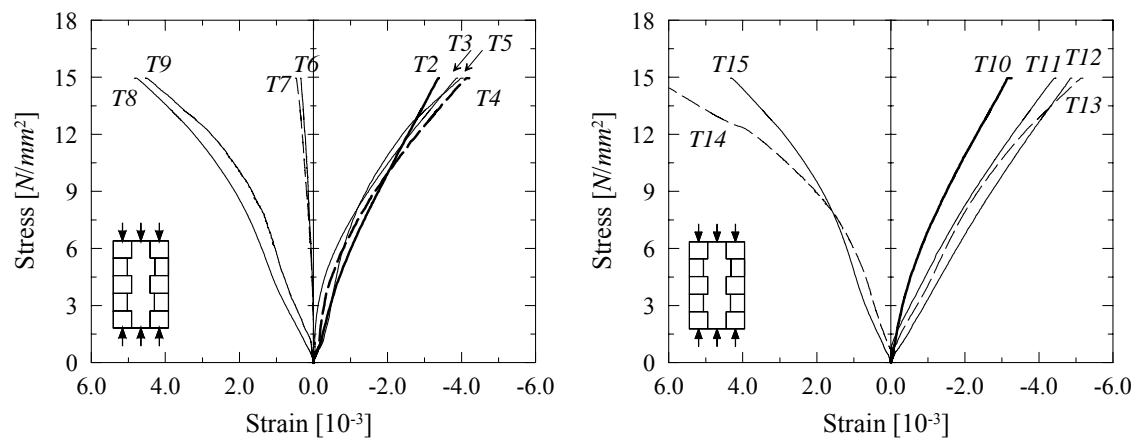 18
15
12
9
6
3
0
Stress [N/mm²]
6.0 4.0 2.0 0.0 -2.0 -4.0 -6.0
Strain [10⁻³]
T9
T8
T6
T7
T2
T3
T5
T4
18
15
12
9
6
3
0
Stress [N/mm²]
6.0 4.0 2.0 0.0 -2.0 -4.0 -6.0
Strain [10⁻³]
T15
T14
T10
T11
T12
T13